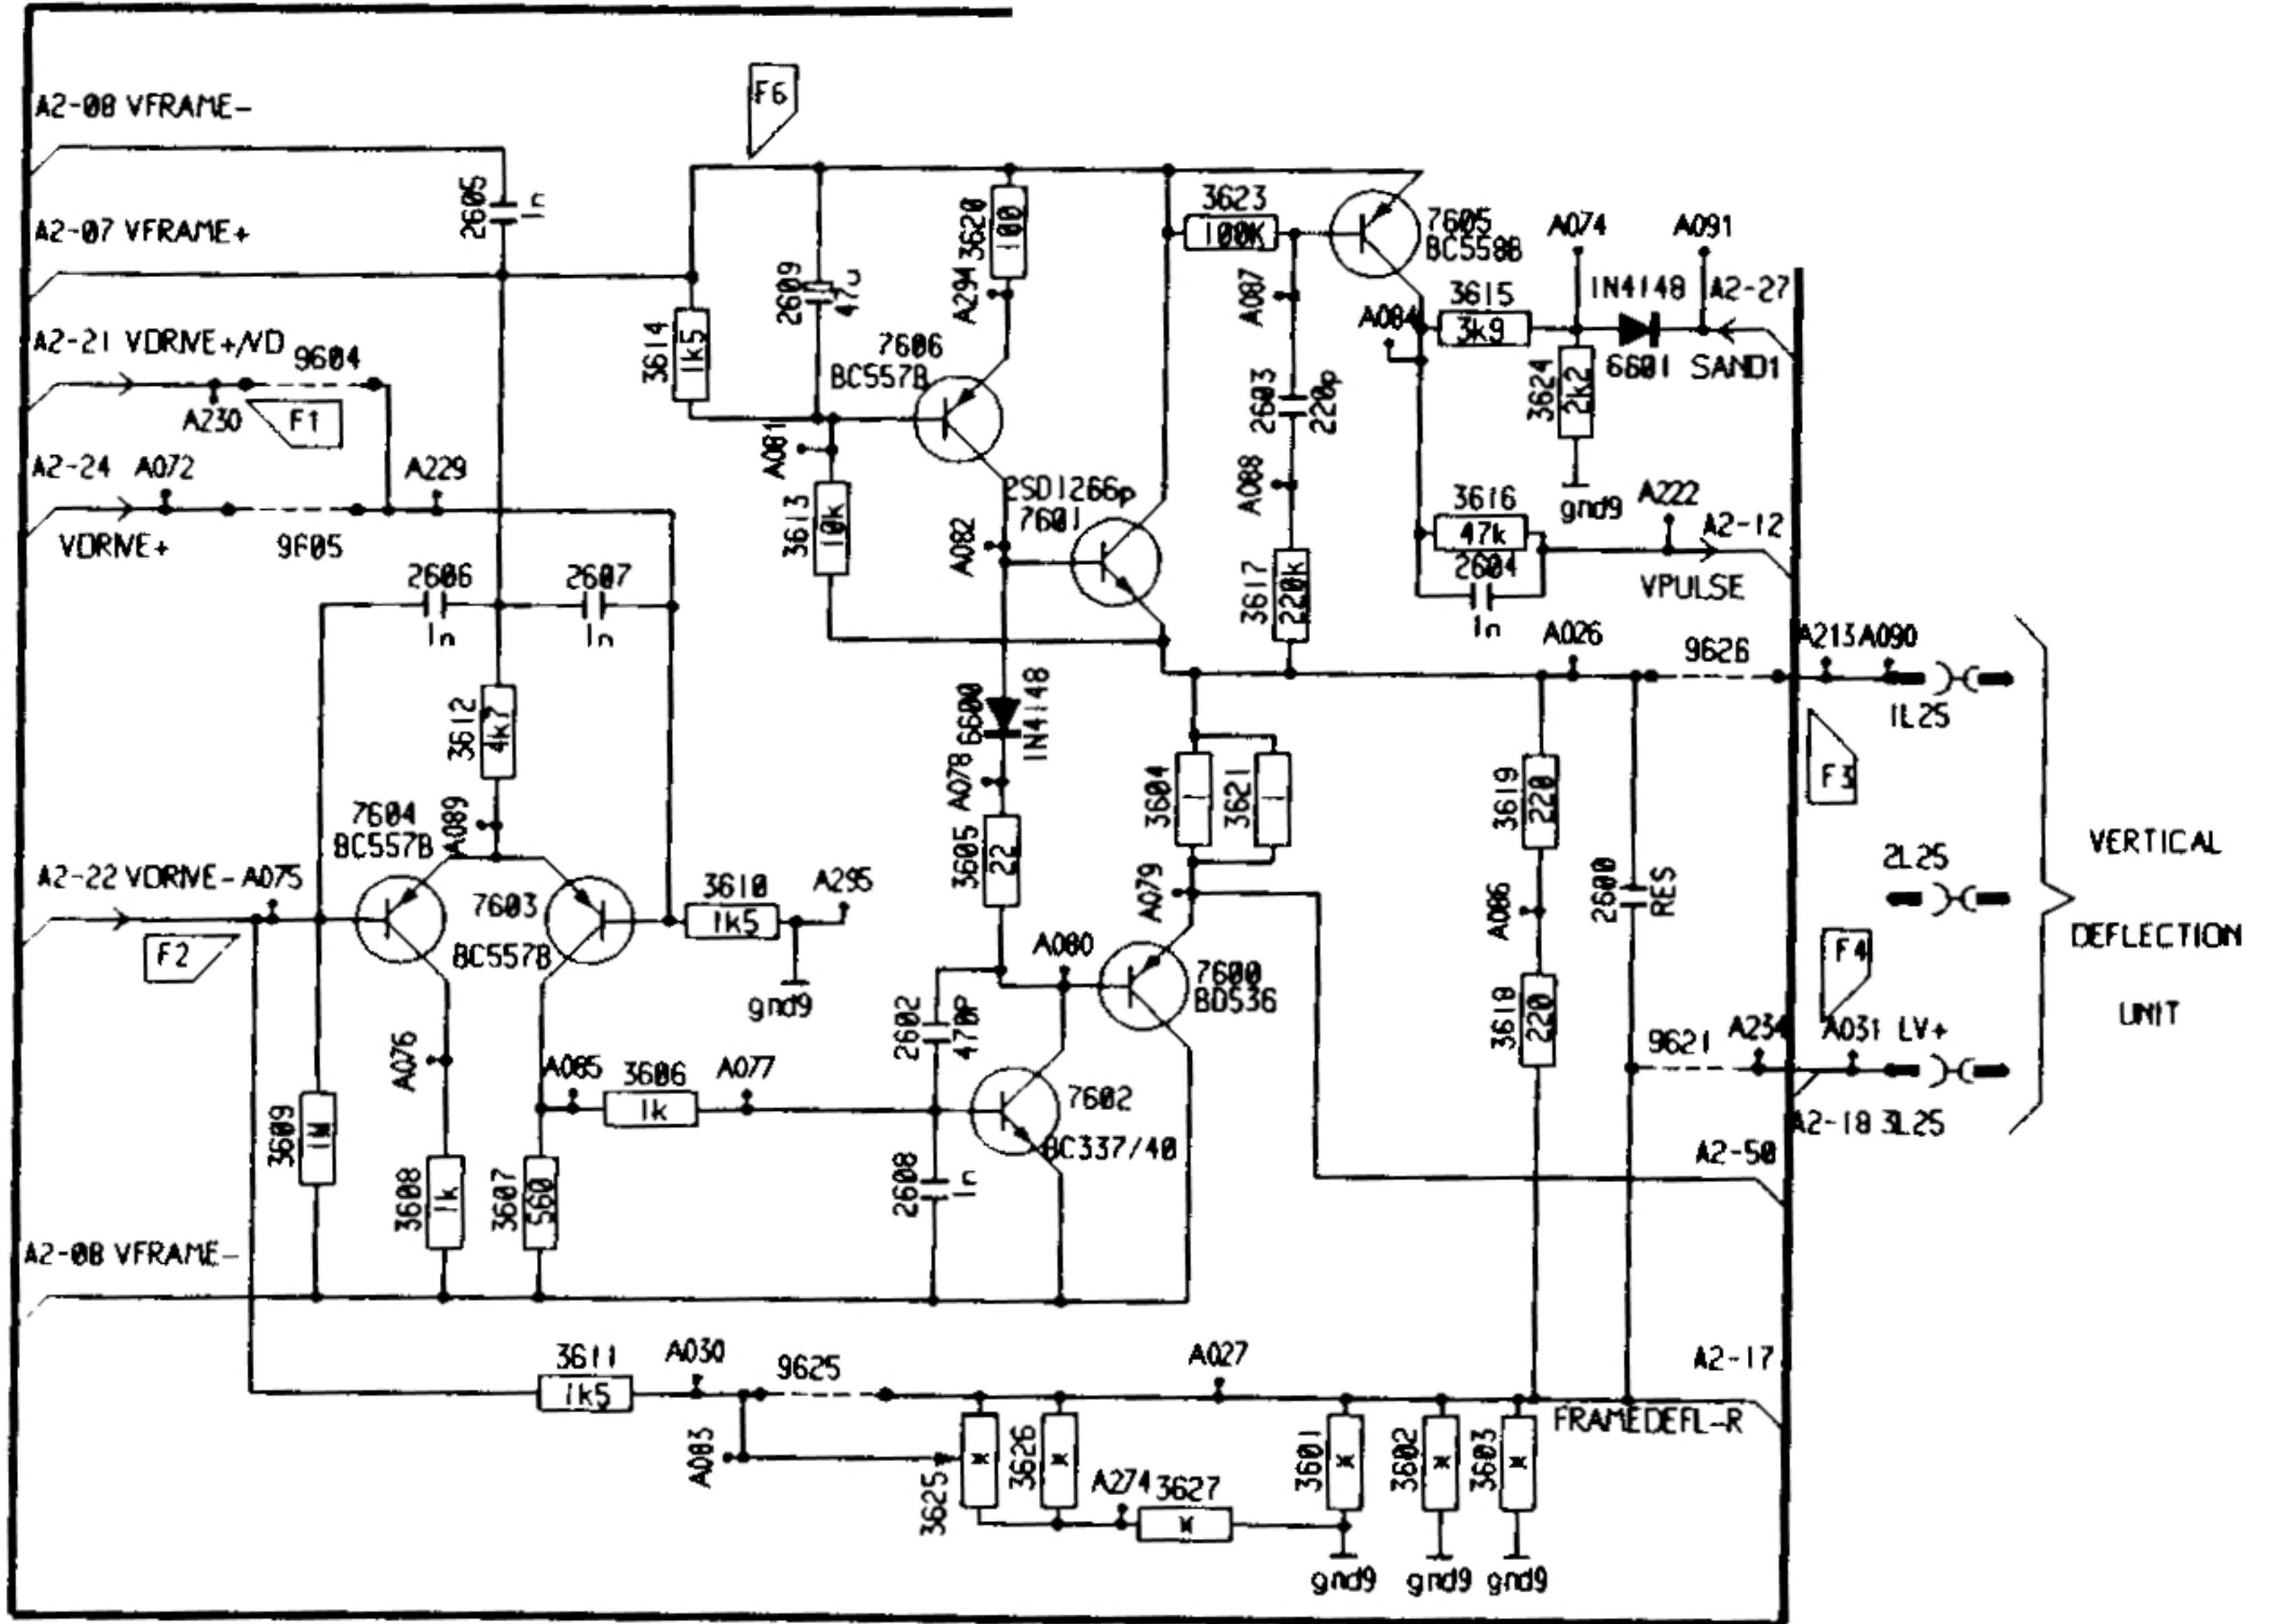 A2-08 VFRAME-
F6
2605
1n
A2-07 VFRAME+
3620
100
3623
100K
7605
BC558B
A074
A091
2609
47u
A294
A087
1N4148
A2-27
3615
3k9
A084
6601
SAND1
A2-21 VDRIVE+/VD
9604
3614
1k5
7606
BC557B
2603
220p
3624
2k2
A230
F1
A081
A088
gnd9
A2-24
A072
A229
2SD1266p
7601
3613
10k
A082
3616
47k
A222
A2-12
VDRIVE+
9605
2604
1n
VPULSE
2606
1n
2607
1n
3617
220k
A026
9626
A213
A090
1L25
3612
4k7
6600
1N4148
F3
A078
3604
3621
3619
220
7604
BC557B
A089
3605
22
2L25
VERTICAL
A2-22 VDRIVE-
A075
7603
BC557B
3610
1k5
A295
A079
A086
2600
RES
DEFLECTION
F2
gnd9
A080
7600
BD536
F4
UNIT
2602
470P
3618
220
9621
A234
A031
LV+
A076
A085
3606
1k
A077
7602
BC337/40
A2-18
3L25
3609
1M
3608
1k
3607
560
2608
1n
A2-50
A2-08 VFRAME-
3611
1k5
A030
9625
A027
A2-17
FRAMEDEFL-R
A083
3625
*
3626
*
A274
3627
*
3601
*
3602
*
3603
*
gnd9
gnd9
gnd9